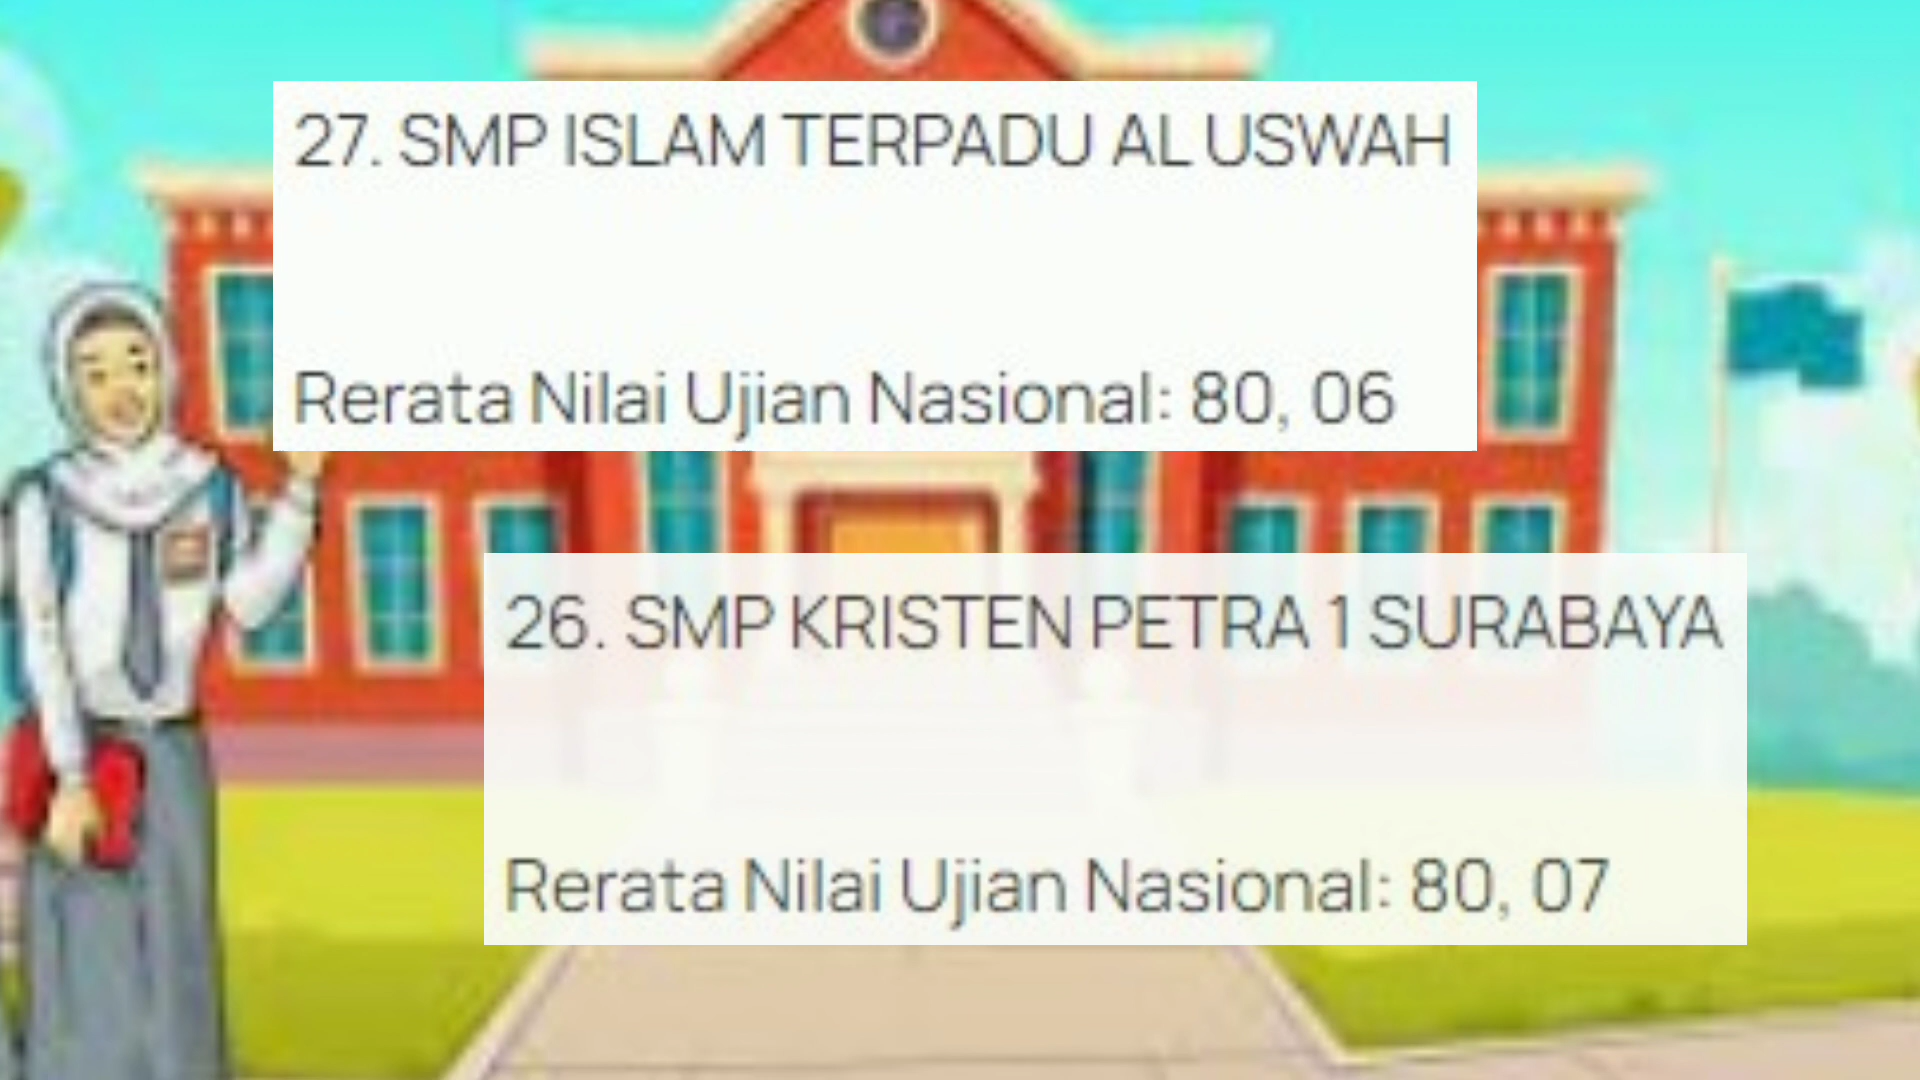 27. SMP ISLAM TERPADU AL USWAH
Rerata Nilai Ujian Nasional: 80, 06
26. SMP KRISTEN PETRA 1 SURABAYA
Rerata Nilai Ujian Nasional: 80, 07